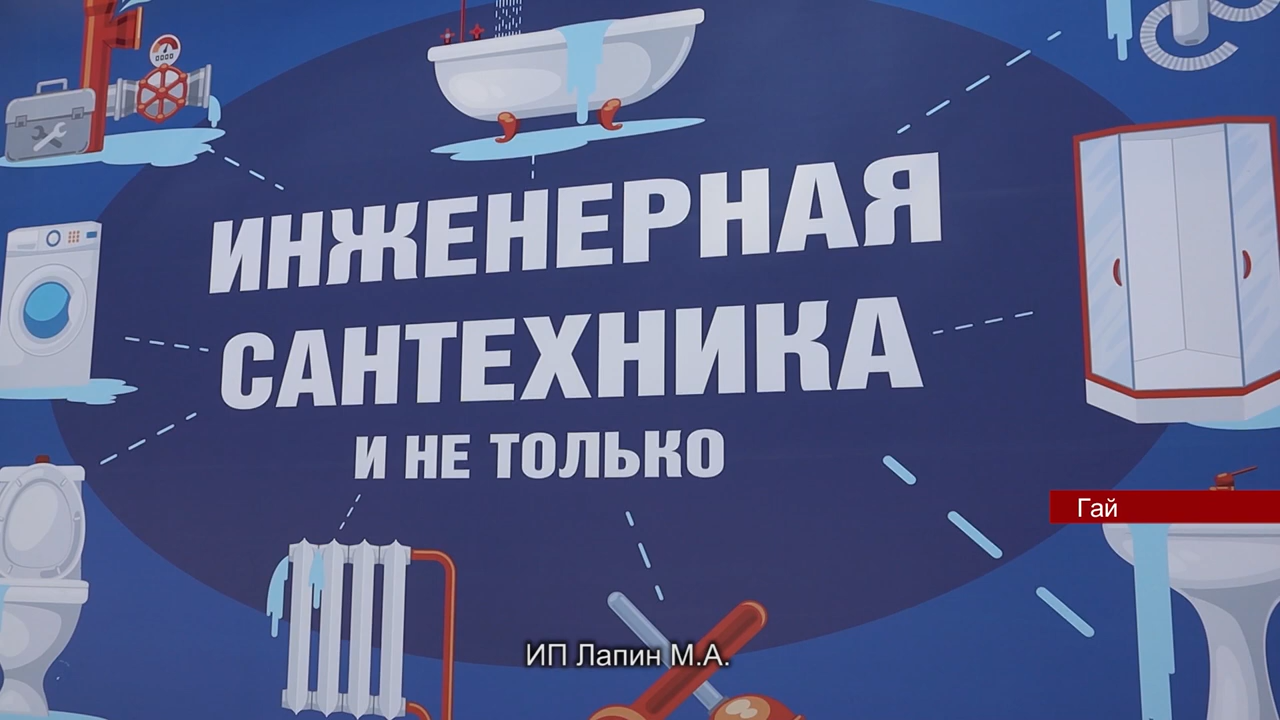 ИНЖЕНЕРНАЯ
САНТЕХНИКА
И НЕ ТОЛЬКО
Гай
ИП Лапин М.А.